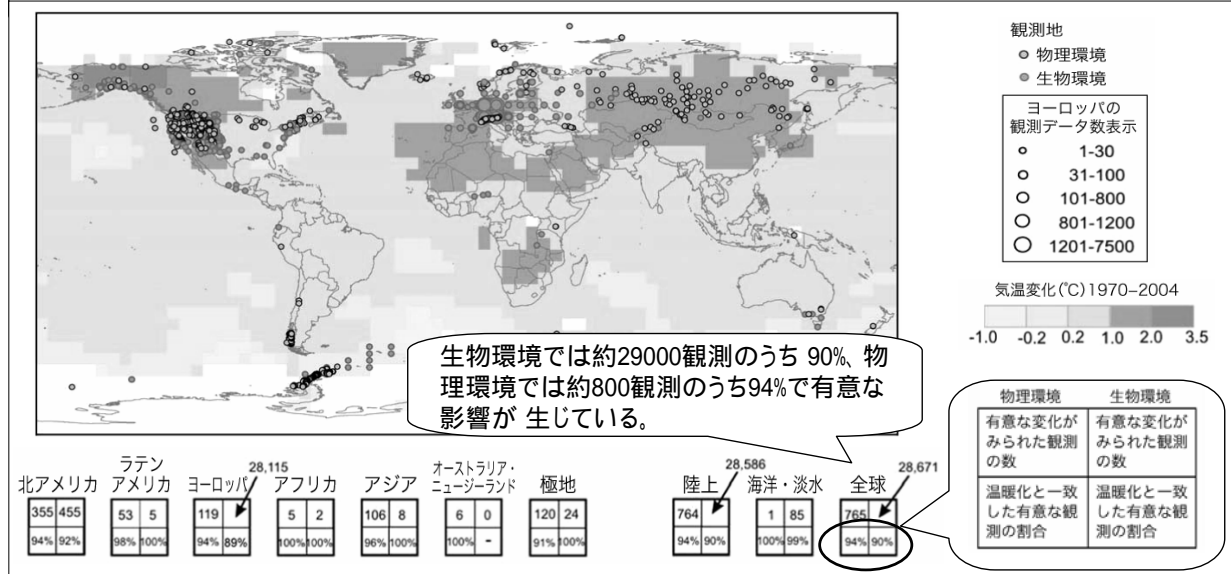 観測地
物理環境
生物環境
ヨーロッパの
観測データ数表示
1-30
31-100
101-800
801-1200
1201-7500
気温変化(℃)1970–2004
-1.0 -0.2 0.2 1.0 2.0 3.5
生物環境では約29000観測のうち 90%、物
理環境では約800観測のうち94%で有意な
影響が 生じている。
物理環境 生物環境
有意な変化が
みられた観測
の数
有意な変化が
みられた観測
の数
温暖化と一致
した有意な観
測の割合
温暖化と一致
した有意な観
測の割合
北アメリカ
355 455
94% 92%
ラテン
アメリカ
53 5
98% 100%
ヨーロッパ
28,115
119
94% 89%
アフリカ
5 2
100% 100%
アジア
106 8
96% 100%
オーストラリア・
ニュージーランド
6 0
100% -
極地
120 24
91% 100%
陸上
28,586
764
94% 90%
海洋・淡水
1 85
100% 99%
全球
28,671
765
94% 90%